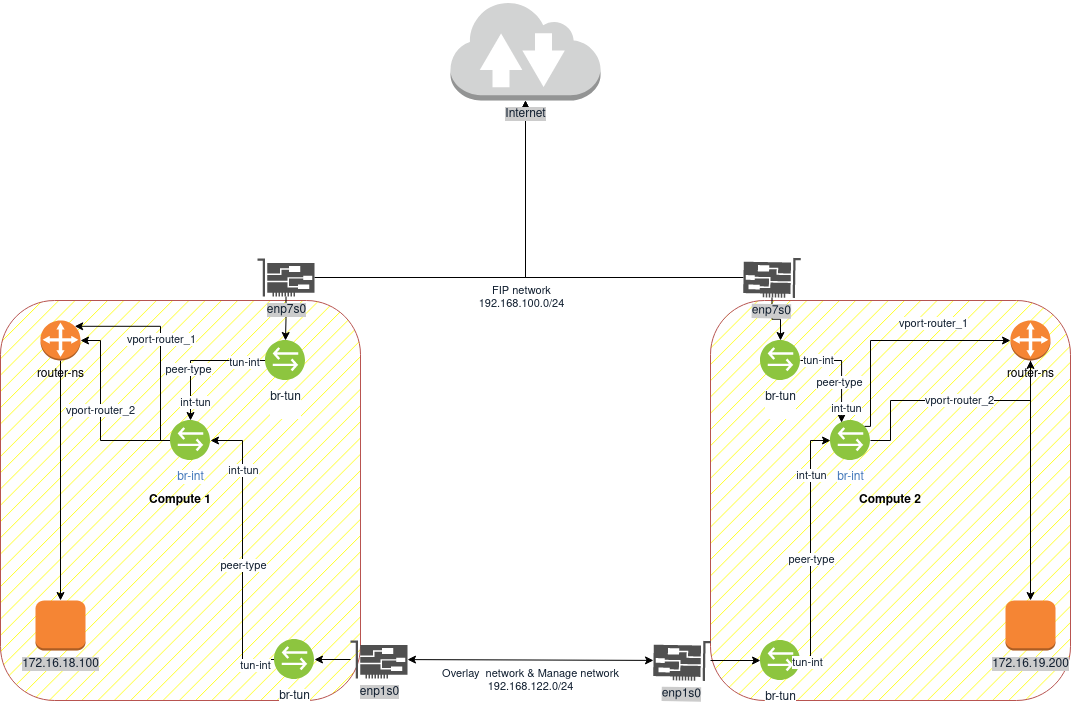 Internet
FIP network
192.168.100.0/24
enp7s0
enp7s0
vport-router_1
router-ns
tun-int
peer-type
br-tun
int-tun
vport-router_2
br-int
int-tun
Compute 1
peer-type
172.16.18.100
tun-int
br-tun
enp1s0
Overlay  network & Manage network
192.168.122.0/24
vport-router_1
router-ns
tun-int
peer-type
br-tun
int-tun
vport-router_2
int-tun
br-int
Compute 2
peer-type
172.16.19.200
tun-int
br-tun
enp1s0